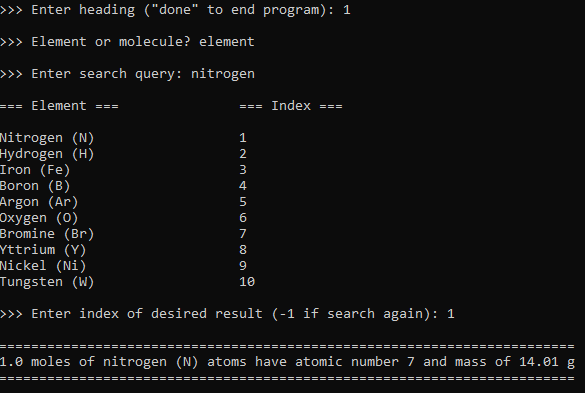 >>> Enter heading ("done" to end program): 1
>>> Element or molecule? element
>>> Enter search query: nitrogen
=== Element === === Index ===
Nitrogen (N) 1
Hydrogen (H) 2
Iron (Fe) 3
Boron (B) 4
Argon (Ar) 5
Oxygen (O) 6
Bromine (Br) 7
Yttrium (Y) 8
Nickel (Ni) 9
Tungsten (W) 10
>>> Enter index of desired result (-1 if search again): 1
=========================================================================
1.0 moles of nitrogen (N) atoms have atomic number 7 and mass of 14.01 g
=========================================================================